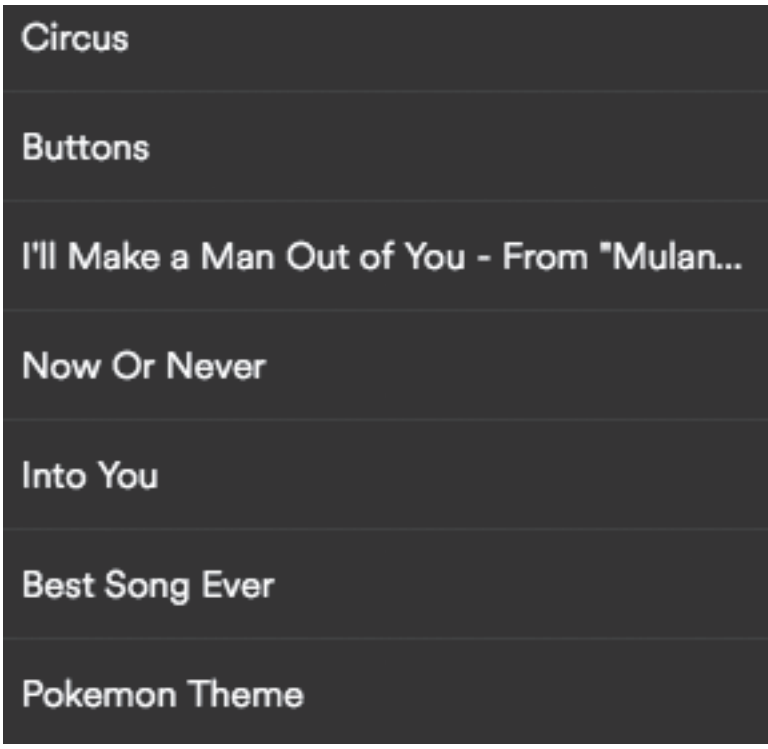 Circus
Buttons
I'll Make a Man Out of You - From "Mulan...
Now Or Never
Into You
Best Song Ever
Pokemon Theme